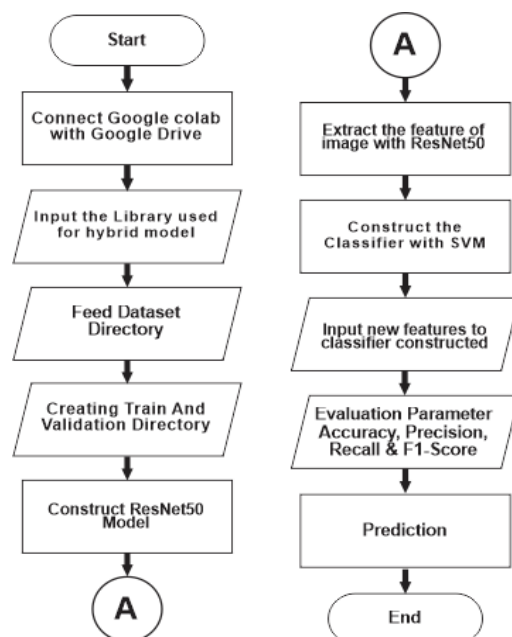 Start
Connect Google colab
with Google Drive
Input the Library used
for hybrid model
Feed Dataset
Directory
Creating Train And
Validation Directory
Construct ResNet50
Model
A
A
Extract the feature of
image with ResNet50
Construct the
Classifier with SVM
Input new features to
classifier constructed
Evaluation Parameter
Accuracy, Precision,
Recall & F1-Score
Prediction
End